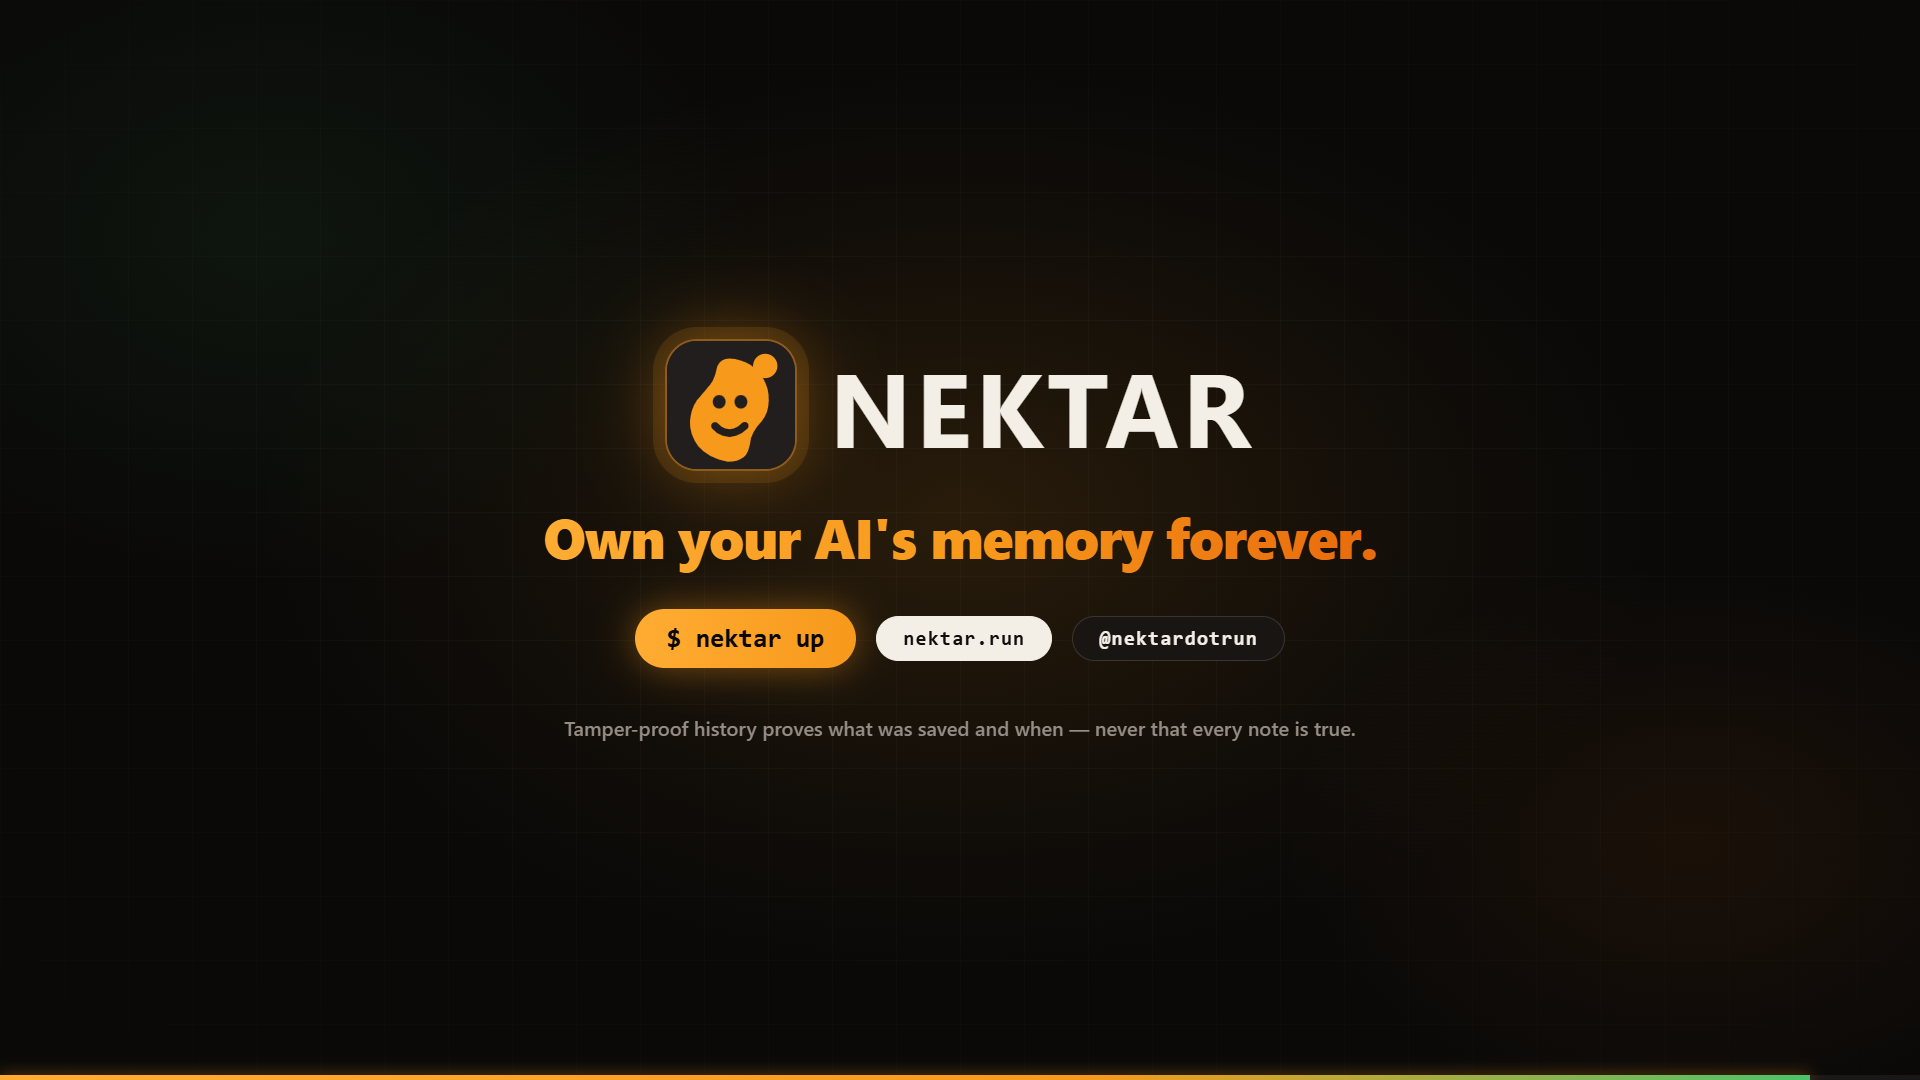 NEKTAR
Own your AI's memory forever.
$ nektar up
nektar.run
@nektardotrun
Tamper-proof history proves what was saved and when — never that every note is true.